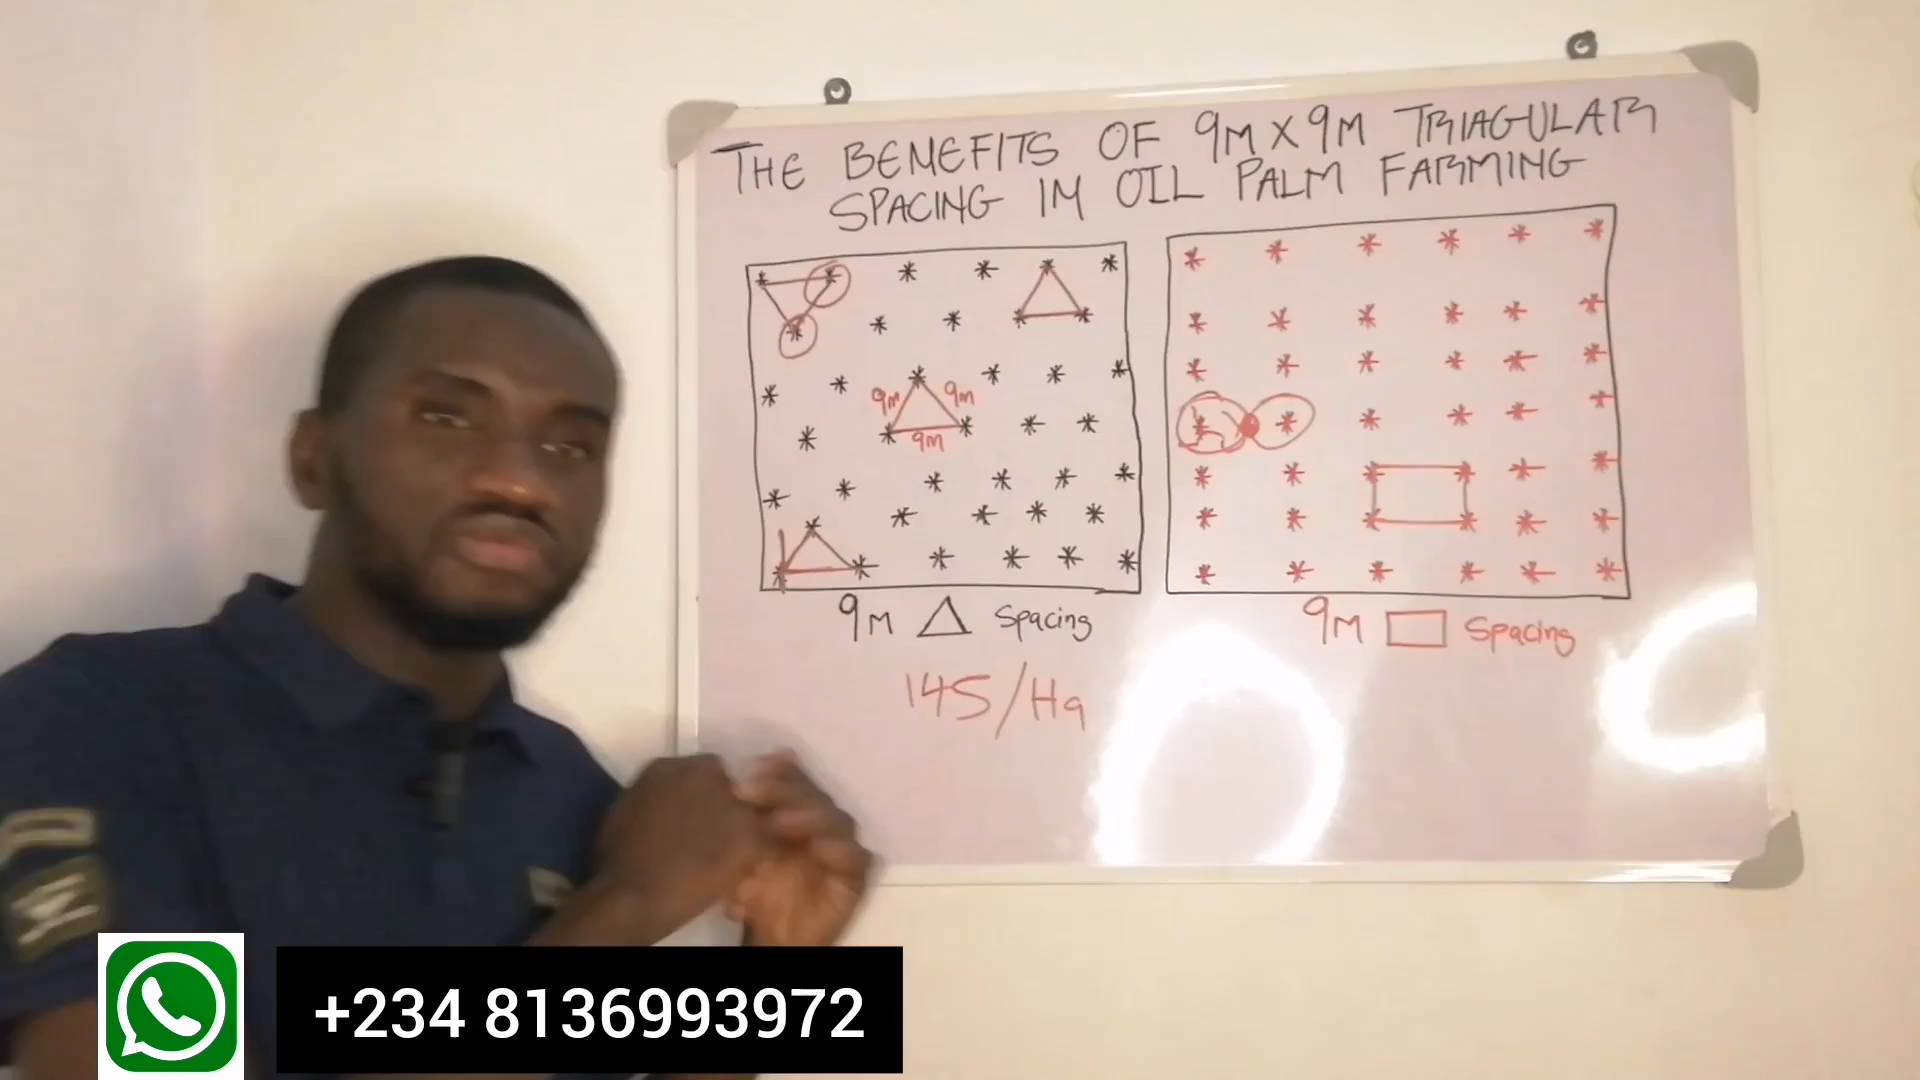 THE BENEFITS OF 9M X 9M TRIAGULAR
SPACING IN OIL PALM FARMING
9M 9M
9M
9M Spacing
9M Spacing
145/Ha
+234 8136993972